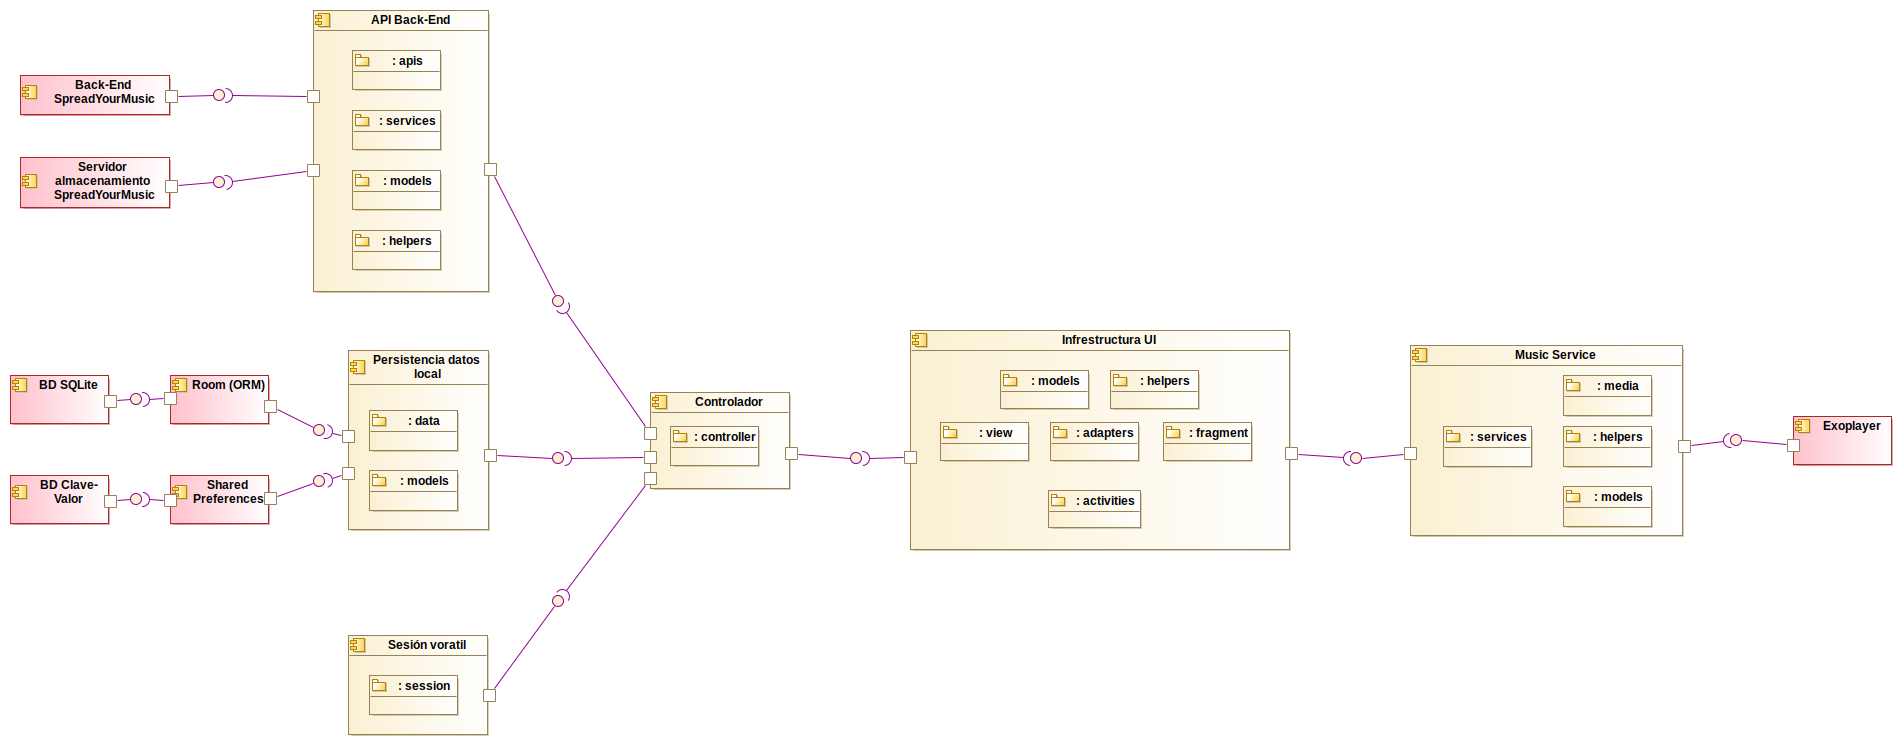 API Back-End
: apis
: services
: models
: helpers
Back-End
SpreadYourMusic
Servidor
almacenamiento
SpreadYourMusic
BD SQLite
Room (ORM)
BD Clave-
Valor
Shared
Preferences
Persistencia datos
local
: data
: models
Sesión voratil
: session
Controlador
: controller
Infrestructura UI
: models
: helpers
: view
: adapters
: fragment
: activities
Music Service
: media
: services
: helpers
: models
Exoplayer